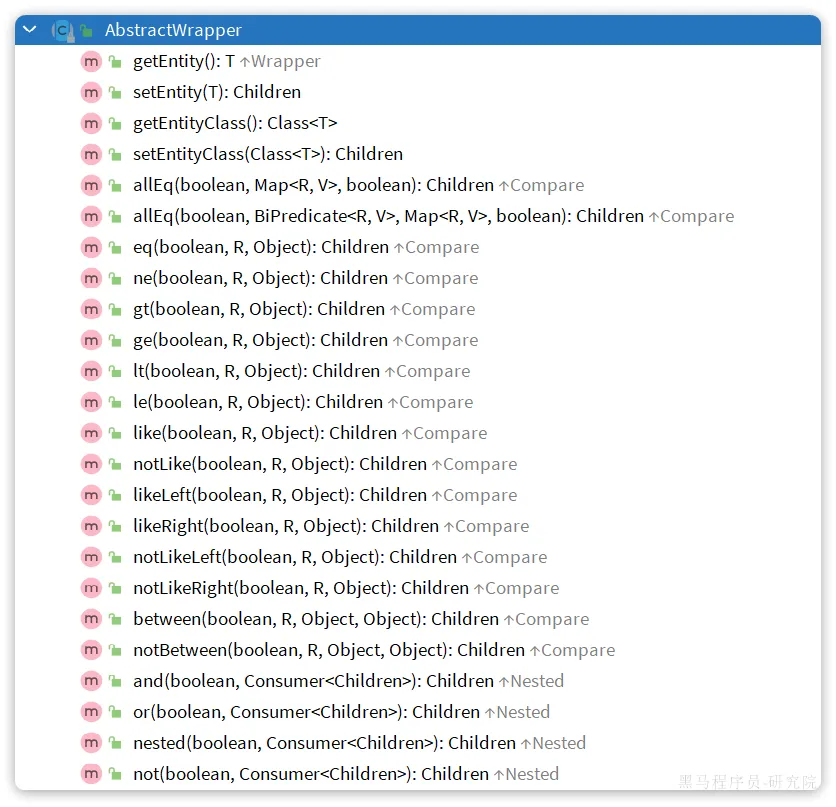 AbstractWrapper
getEntity(): T ↑Wrapper
setEntity(T): Children
getEntityClass(): Class<T>
setEntityClass(Class<T>): Children
allEq(boolean, Map<R, V>, boolean): Children ↑Compare
allEq(boolean, BiPredicate<R, V>, Map<R, V>, boolean): Children ↑Compare
eq(boolean, R, Object): Children ↑Compare
ne(boolean, R, Object): Children ↑Compare
gt(boolean, R, Object): Children ↑Compare
ge(boolean, R, Object): Children ↑Compare
lt(boolean, R, Object): Children ↑Compare
le(boolean, R, Object): Children ↑Compare
like(boolean, R, Object): Children ↑Compare
notLike(boolean, R, Object): Children ↑Compare
likeLeft(boolean, R, Object): Children ↑Compare
likeRight(boolean, R, Object): Children ↑Compare
notLikeLeft(boolean, R, Object): Children ↑Compare
notLikeRight(boolean, R, Object): Children ↑Compare
between(boolean, R, Object, Object): Children ↑Compare
notBetween(boolean, R, Object, Object): Children ↑Compare
and(boolean, Consumer<Children>): Children ↑Nested
or(boolean, Consumer<Children>): Children ↑Nested
nested(boolean, Consumer<Children>): Children ↑Nested
not(boolean, Consumer<Children>): Children ↑Nested
黑马程序员-研究院